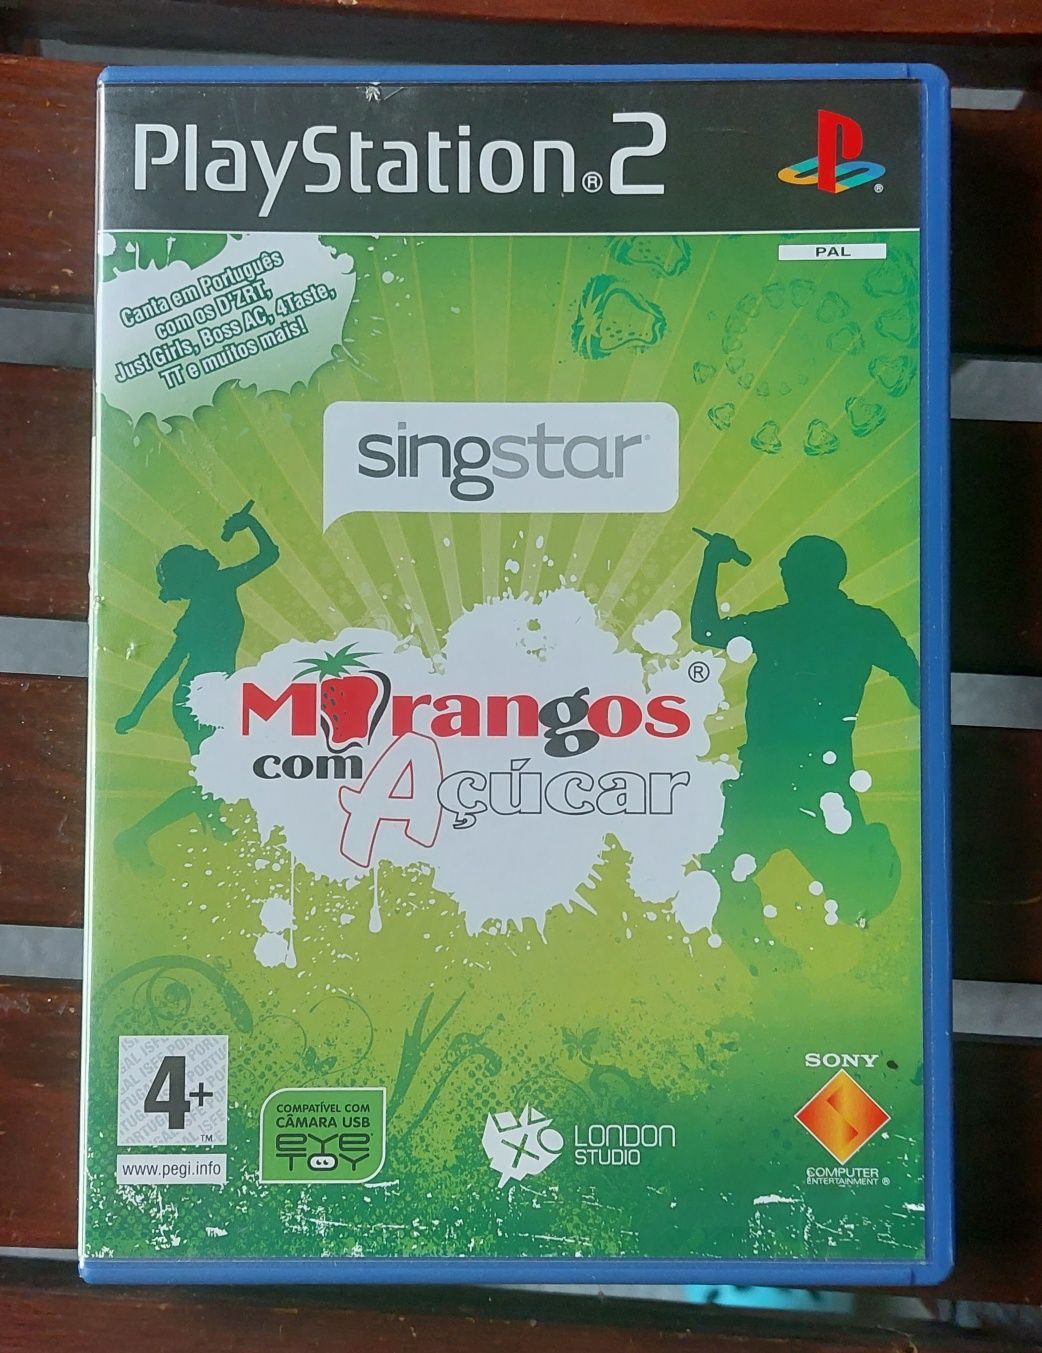 PlayStation®2
PAL
Canta em Português
com os D'ZRT,
Just Girls, Boss AC, 4Taste,
TT e muitos mais!
singstar
Morangos®
com Açúcar
4+
™
www.pegi.info
COMPATÍVEL COM
CÂMARA USB
EYE
TOY
LONDON
STUDIO
SONY
COMPUTER
ENTERTAINMENT®